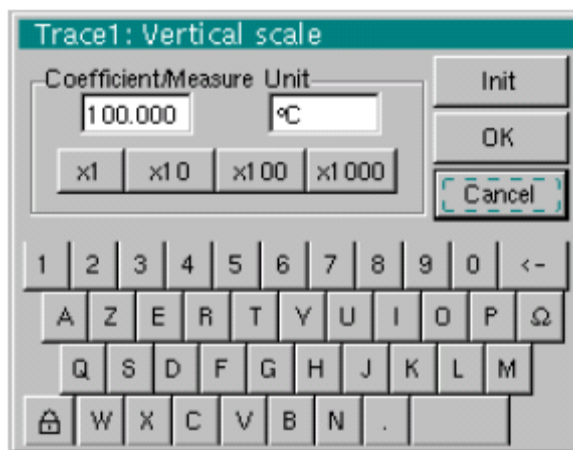 Trace1: Vertical scale
Coefficient/Measure Unit
100.000 °C
x1 x10 x100 x1000
Init
OK
Cancel
1 2 3 4 5 6 7 8 9 0 <-
A Z E R T Y U I O P Ω
Q S D F G H J K L M
W X C V B N .